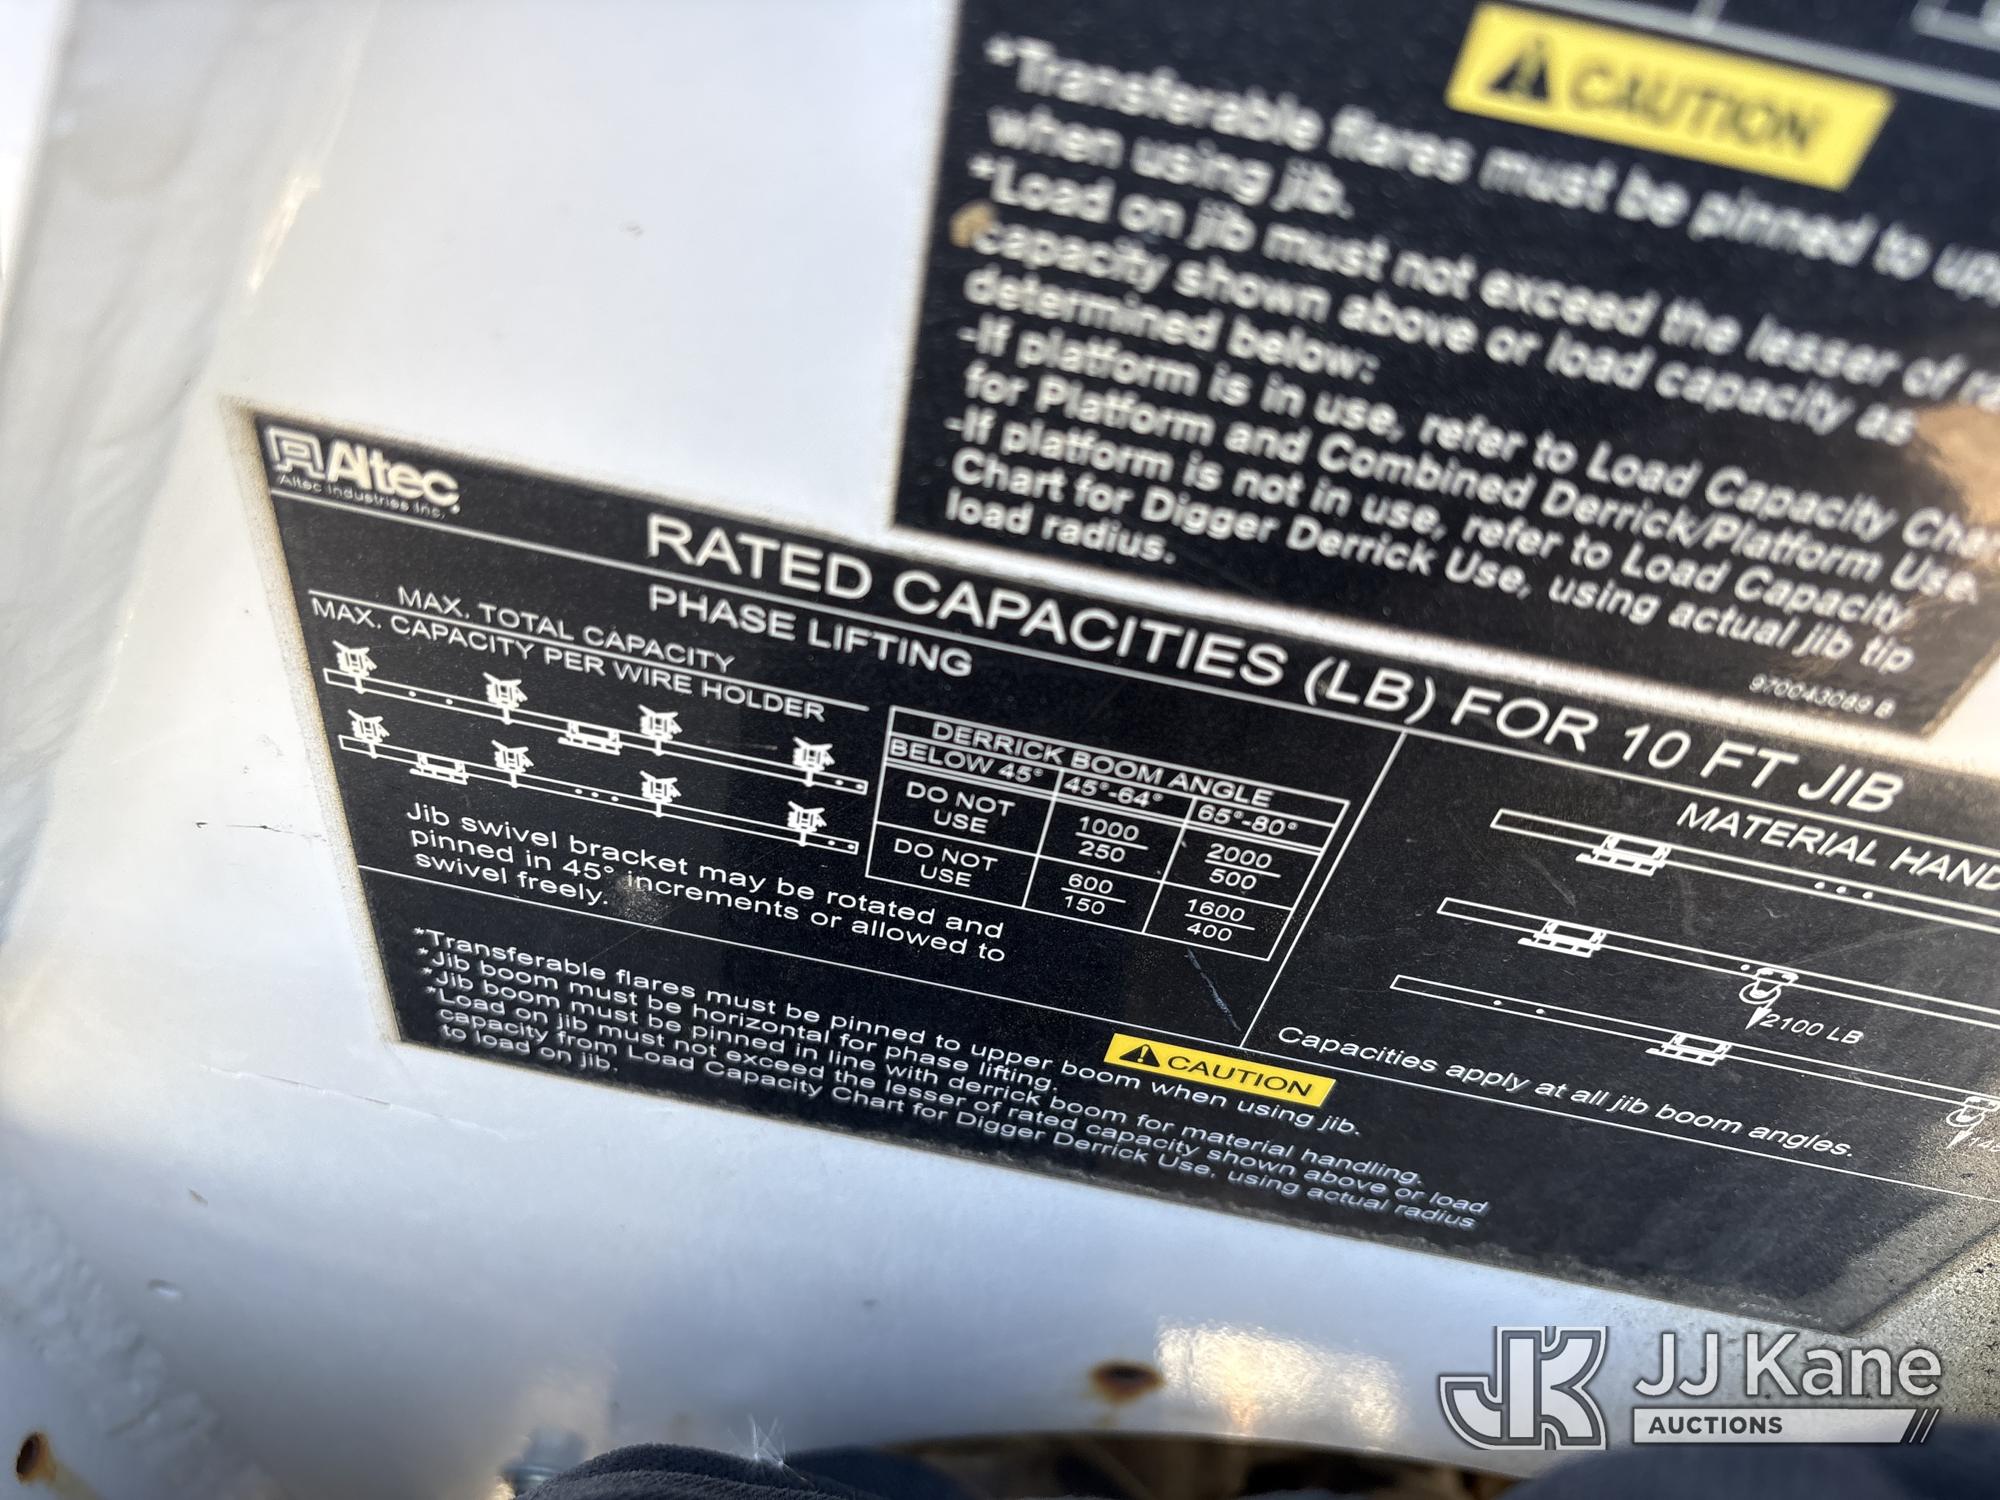 CAUTION
*Transferable flares must be pinned to
when using jib.
*Load on jib must not exceed the lesser of
capacity shown above or load capacity as
determined below:
-If platform is in use, refer to Load Capacity
for Platform and Combined Derrick/Platform Use.
-If platform is not in use, refer to Load Capacity
Chart for Digger Derrick Use, using actual jib tip
load radius.
970043089 B
Altec
Altec Industries Inc.
RATED CAPACITIES (LB) FOR 10 FT JIB
PHASE LIFTING
MAX. TOTAL CAPACITY
MAX. CAPACITY PER WIRE HOLDER
DERRICK BOOM ANGLE
BELOW 45° 45°-64° 65°-80°
DO NOT USE 1000/250 2000/500
DO NOT USE 600/150 1600/400
Jib swivel bracket may be rotated and
pinned in 45° increments or allowed to
swivel freely.
MATERIAL
2100 LB
Capacities apply at all jib boom angles.
CAUTION
*Transferable flares must be pinned to upper boom when using jib.
*Jib boom must be horizontal for phase lifting.
*Jib boom must be pinned in line with derrick boom for material handling.
*Load on jib must not exceed the lesser of rated capacity shown above or load
capacity from Load Capacity Chart for Digger Derrick Use, using actual radius
to load on jib.
JK JJ Kane
AUCTIONS